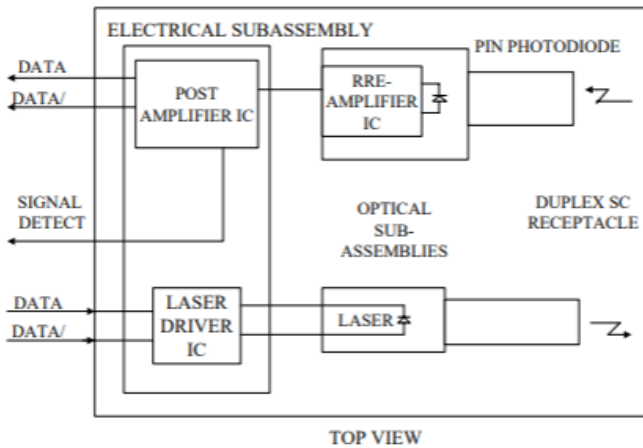 ELECTRICAL SUBASSEMBLY
PIN PHOTODIODE
DATA
DATA/
POST
AMPLIFIER IC
RRE-
AMPLIFIER
IC
SIGNAL
DETECT
OPTICAL
SUB-
ASSEMBLIES
DUPLEX SC
RECEPTACLE
DATA
DATA/
LASER
DRIVER
IC
LASER
TOP VIEW